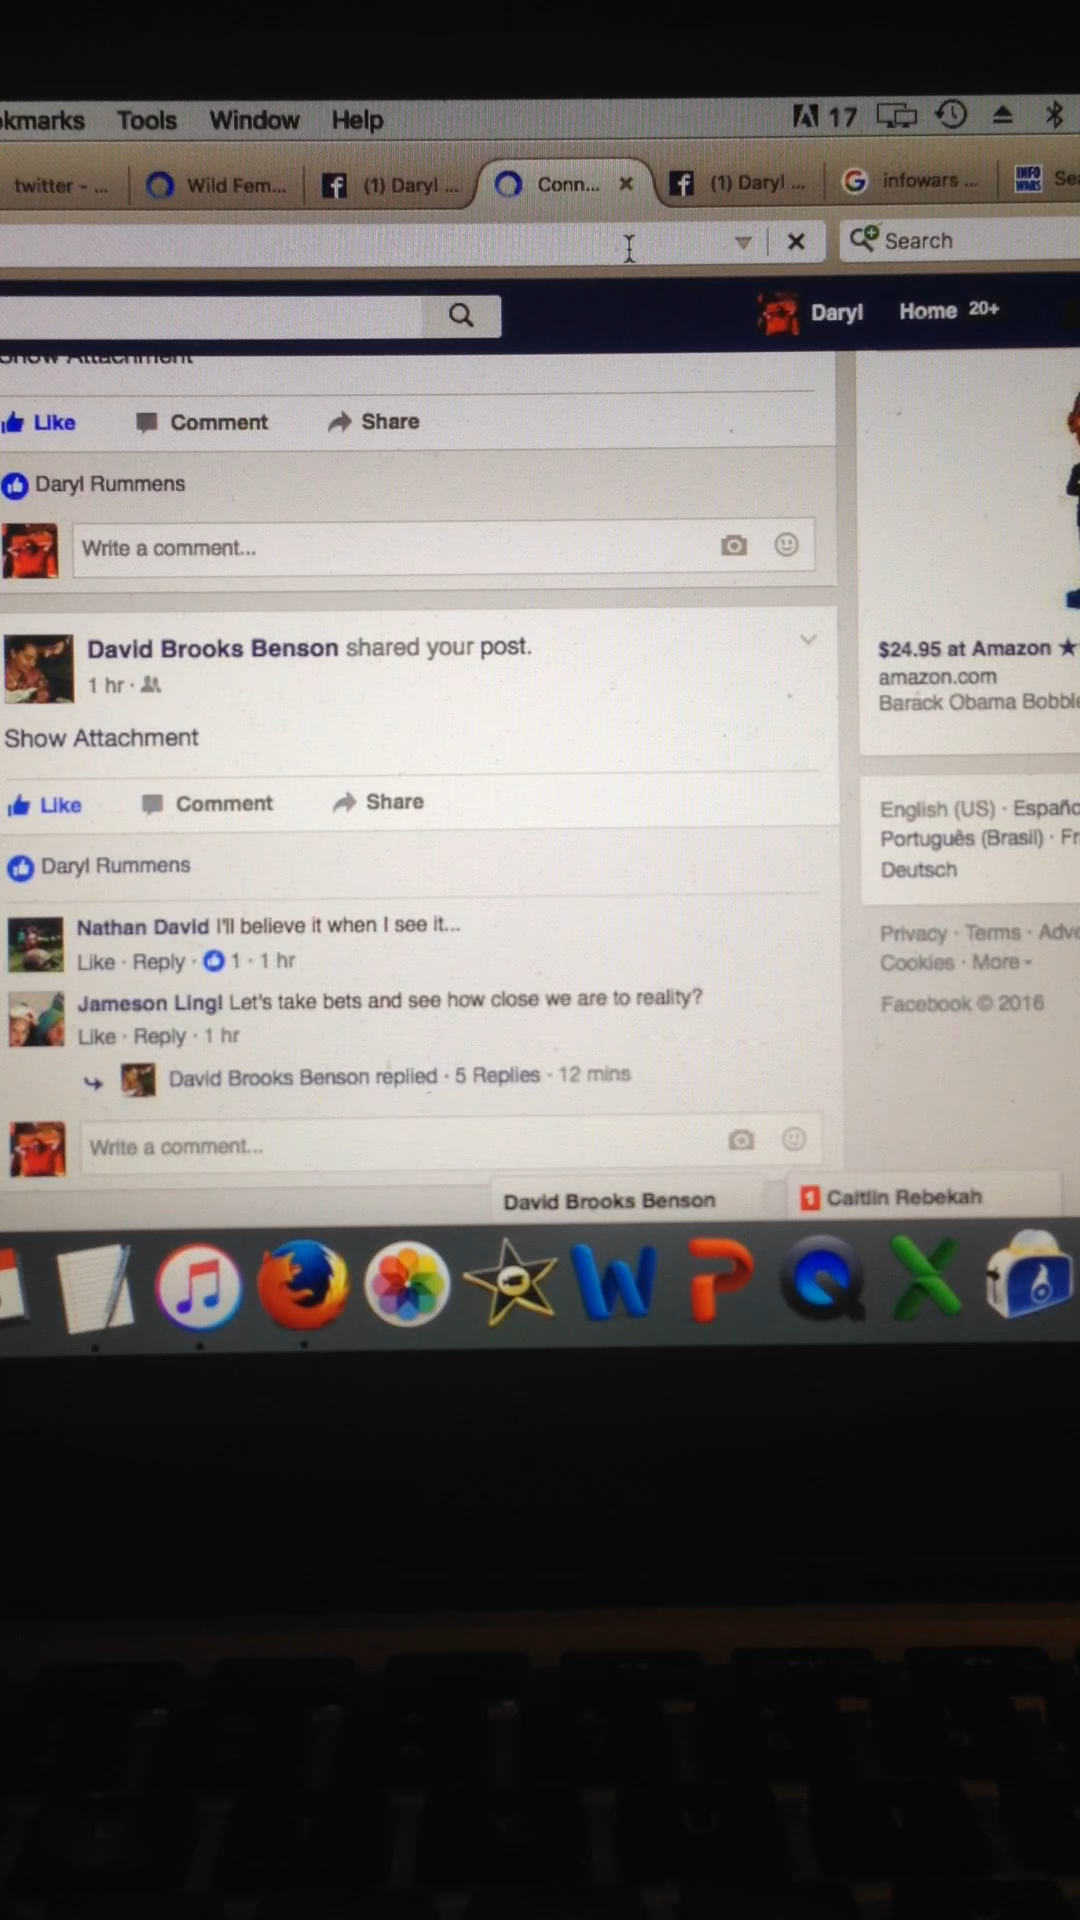 kmarks Tools Window Help 17
twitter - ... Wild Fem... (1) Daryl ... Conn... (1) Daryl ... infowars ... INFO WARS Se
Search
Daryl Home 20+
Show Attachment
Like Comment Share
Daryl Rummens
Write a comment...
David Brooks Benson shared your post.
1 hr ·
Show Attachment
Like Comment Share
Daryl Rummens
Nathan David I'll believe it when I see it...
Like · Reply · 1 · 1 hr
Jameson Lingl Let's take bets and see how close we are to reality?
Like · Reply · 1 hr
David Brooks Benson replied · 5 Replies · 12 mins
Write a comment...
David Brooks Benson
1 Caitlin Rebekah
$24.95 at Amazon ★
amazon.com
Barack Obama Bobble
English (US) · Españo
Português (Brasil) · Fr
Deutsch
Privacy · Terms · Adve
Cookies · More
Facebook © 2016